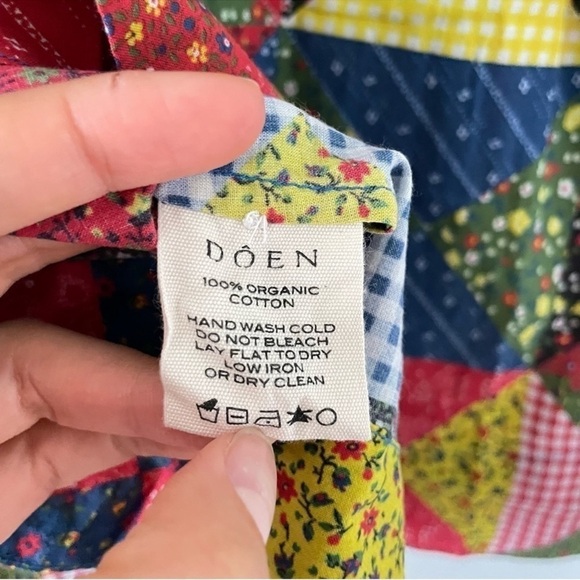 DÔEN
100% ORGANIC
COTTON
HAND WASH COLD
DO NOT BLEACH
LAY FLAT TO DRY
LOW IRON
OR DRY CLEAN